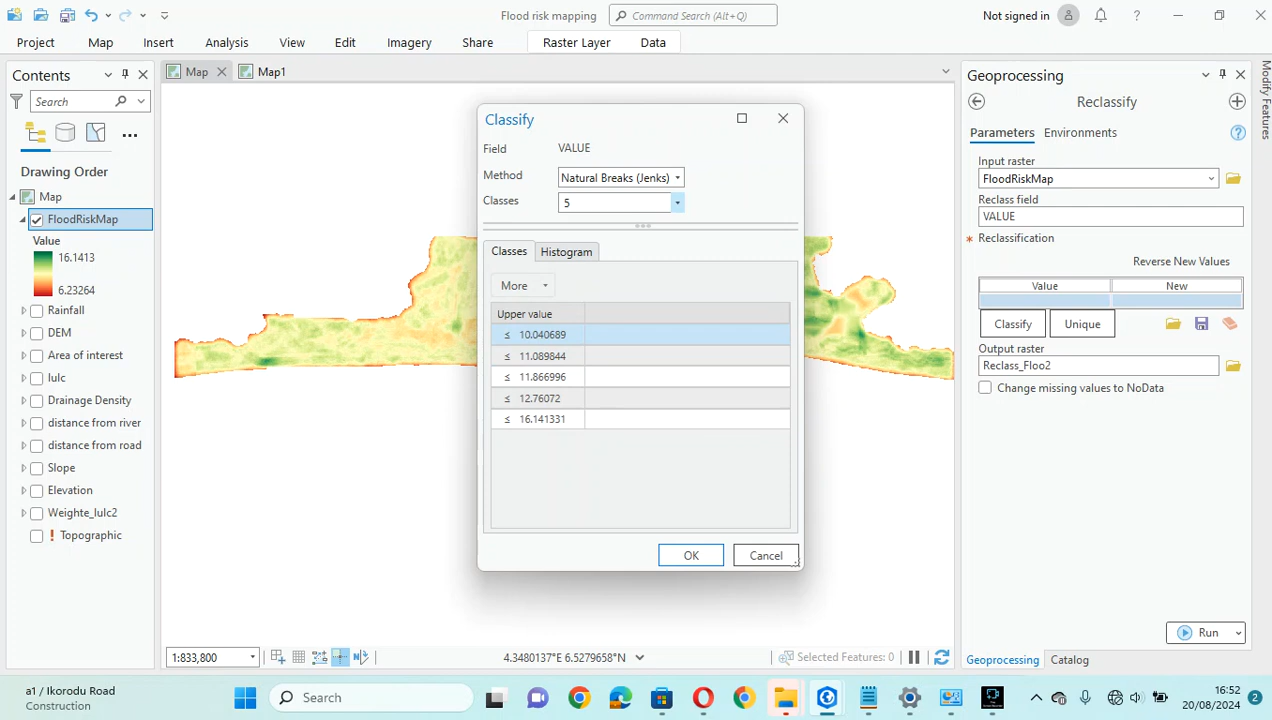 Flood risk mapping
Command Search (Alt+Q)
Not signed in
Project
Map
Insert
Analysis
View
Edit
Imagery
Share
Raster Layer
Data
Contents
Search
Drawing Order
Map
FloodRiskMap
Value
16.1413
6.23264
Rainfall
DEM
Area of interest
lulc
Drainage Density
distance from river
distance from road
Slope
Elevation
Weighte_lulc2
! Topographic
Map
Map1
Classify
Field VALUE
Method Natural Breaks (Jenks)
Classes 5
Classes
Histogram
More
Upper value
≤ 10.040689
≤ 11.089844
≤ 11.866996
≤ 12.76072
≤ 16.141331
OK
Cancel
1:833,800
4.3480137°E 6.5279658°N
Selected Features: 0
Geoprocessing
Reclassify
Parameters
Environments
Input raster
FloodRiskMap
Reclass field
VALUE
* Reclassification
Reverse New Values
Value
New
Classify
Unique
Output raster
Reclass_Floo2
Change missing values to NoData
Run
Geoprocessing
Catalog
Modify Features
a1 / Ikorodu Road
Construction
Search
16:52
20/08/2024
2